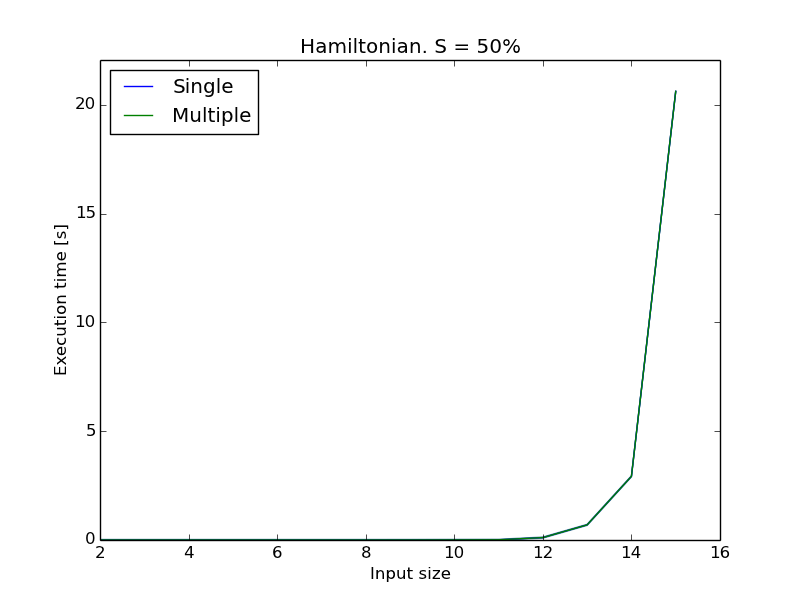 Hamiltonian. S = 50%
Single
Multiple
20
15
10
5
0
Execution time [s]
2 4 6 8 10 12 14 16
Input size